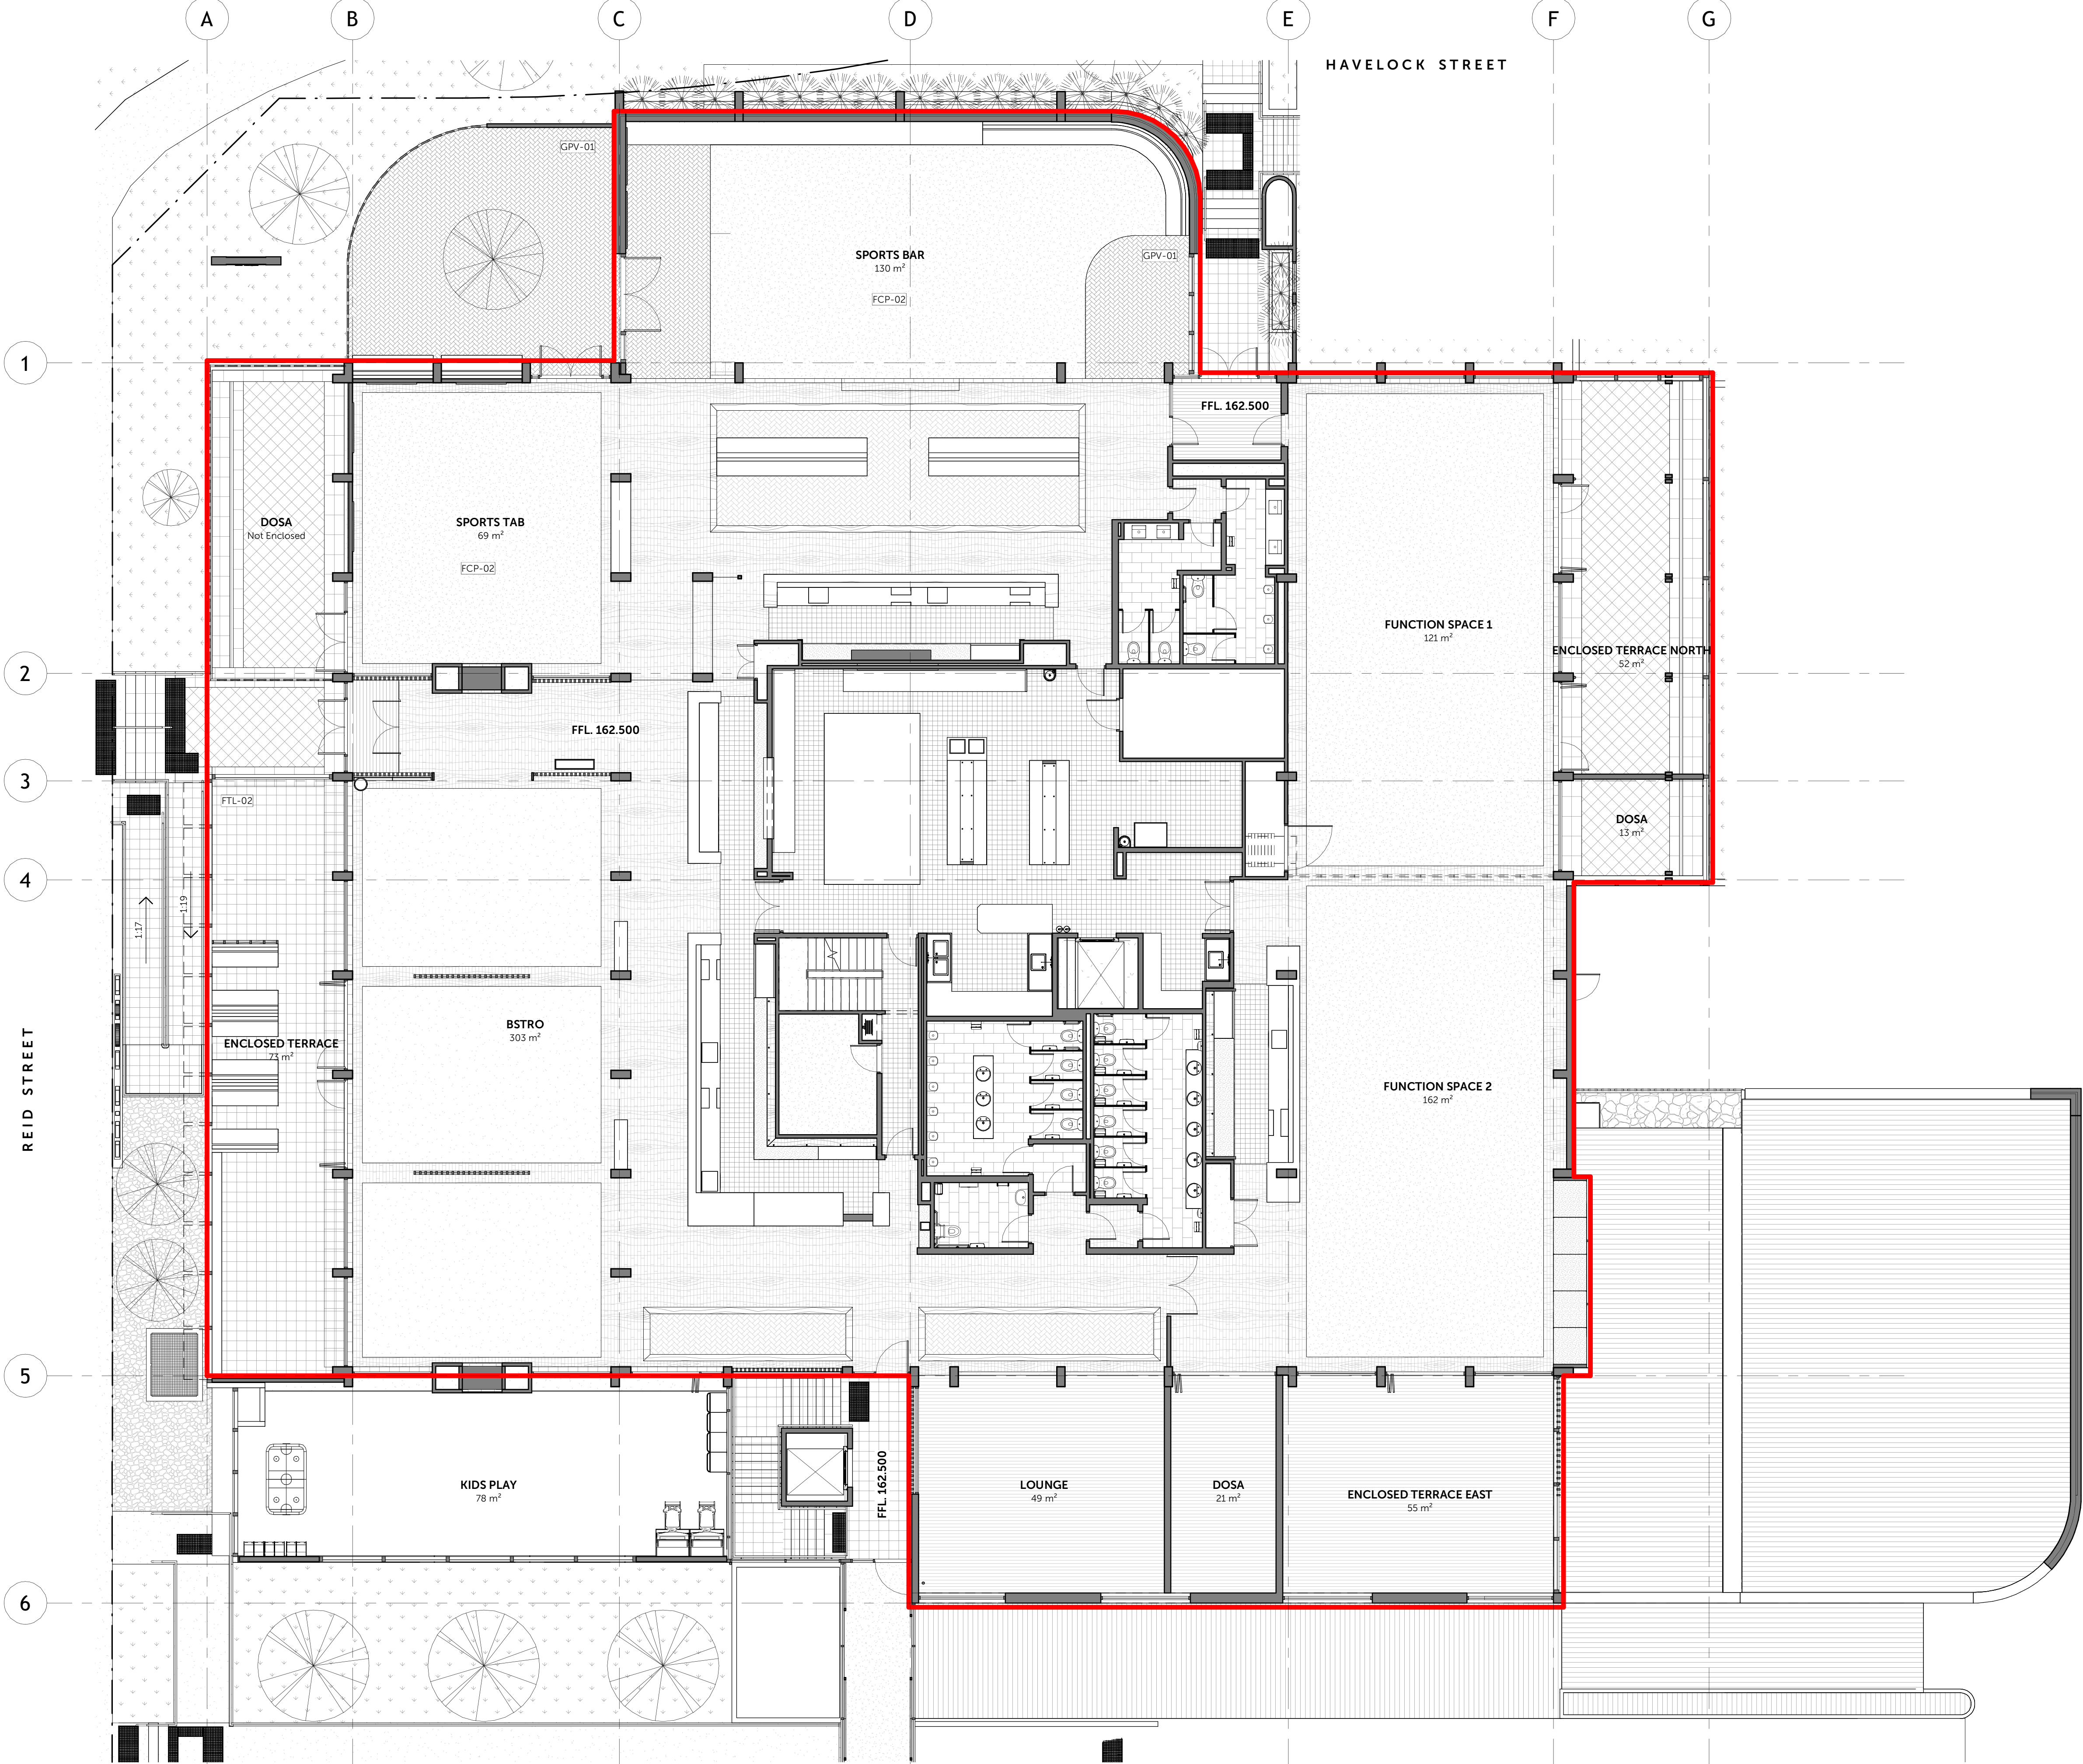 A
B
C
D
E
F
G
HAVELOCK STREET
GPV-01
SPORTS BAR
130 m²
GPV-01
FCP-02
1
FFL. 162.500
DOSA
Not Enclosed
SPORTS TAB
69 m²
FCP-02
FUNCTION SPACE 1
121 m²
ENCLOSED TERRACE NORTH
52 m²
2
FFL. 162.500
3
FTL-02
DOSA
13 m²
4
1:17
1:19
REID STREET
ENCLOSED TERRACE
73 m²
BSTRO
303 m²
FUNCTION SPACE 2
162 m²
5
KIDS PLAY
78 m²
FFL. 162.500
LOUNGE
49 m²
DOSA
21 m²
ENCLOSED TERRACE EAST
55 m²
6